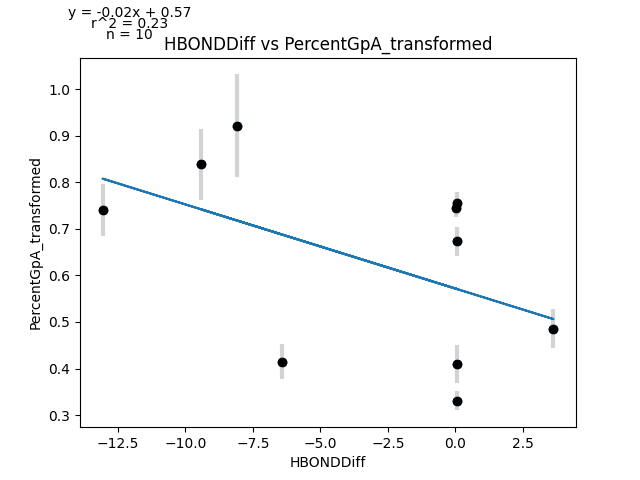 y = -0.02x + 0.57
r^2 = 0.23
n = 10
HBONDDiff vs PercentGpA_transformed
1.0
0.9
0.8
0.7
0.6
0.5
0.4
0.3
PercentGpA_transformed
−12.5 −10.0 −7.5 −5.0 −2.5 0.0 2.5
HBONDDiff